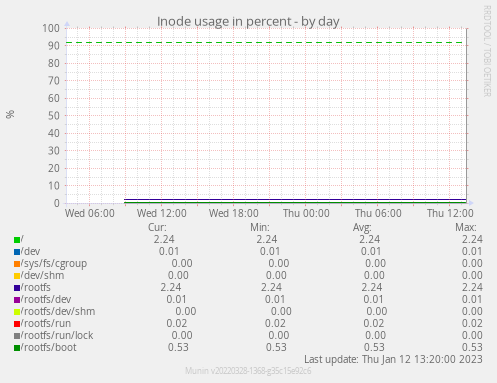 Inode usage in percent - by day
RRDTOOL / TOBI OETIKER
%
100
90
80
70
60
50
40
30
20
10
0
Wed 06:00 Wed 12:00 Wed 18:00 Thu 00:00 Thu 06:00 Thu 12:00
Cur: Min: Avg: Max:
/ 2.24 2.24 2.24 2.24
/dev 0.01 0.01 0.01 0.01
/sys/fs/cgroup 0.00 0.00 0.00 0.00
/dev/shm 0.00 0.00 0.00 0.00
/rootfs 2.24 2.24 2.24 2.24
/rootfs/dev 0.01 0.01 0.01 0.01
/rootfs/dev/shm 0.00 0.00 0.00 0.00
/rootfs/run 0.02 0.02 0.02 0.02
/rootfs/run/lock 0.00 0.00 0.00 0.00
/rootfs/boot 0.53 0.53 0.53 0.53
Last update: Thu Jan 12 13:20:00 2023
Munin v20220328-1368-g35c15e92c6